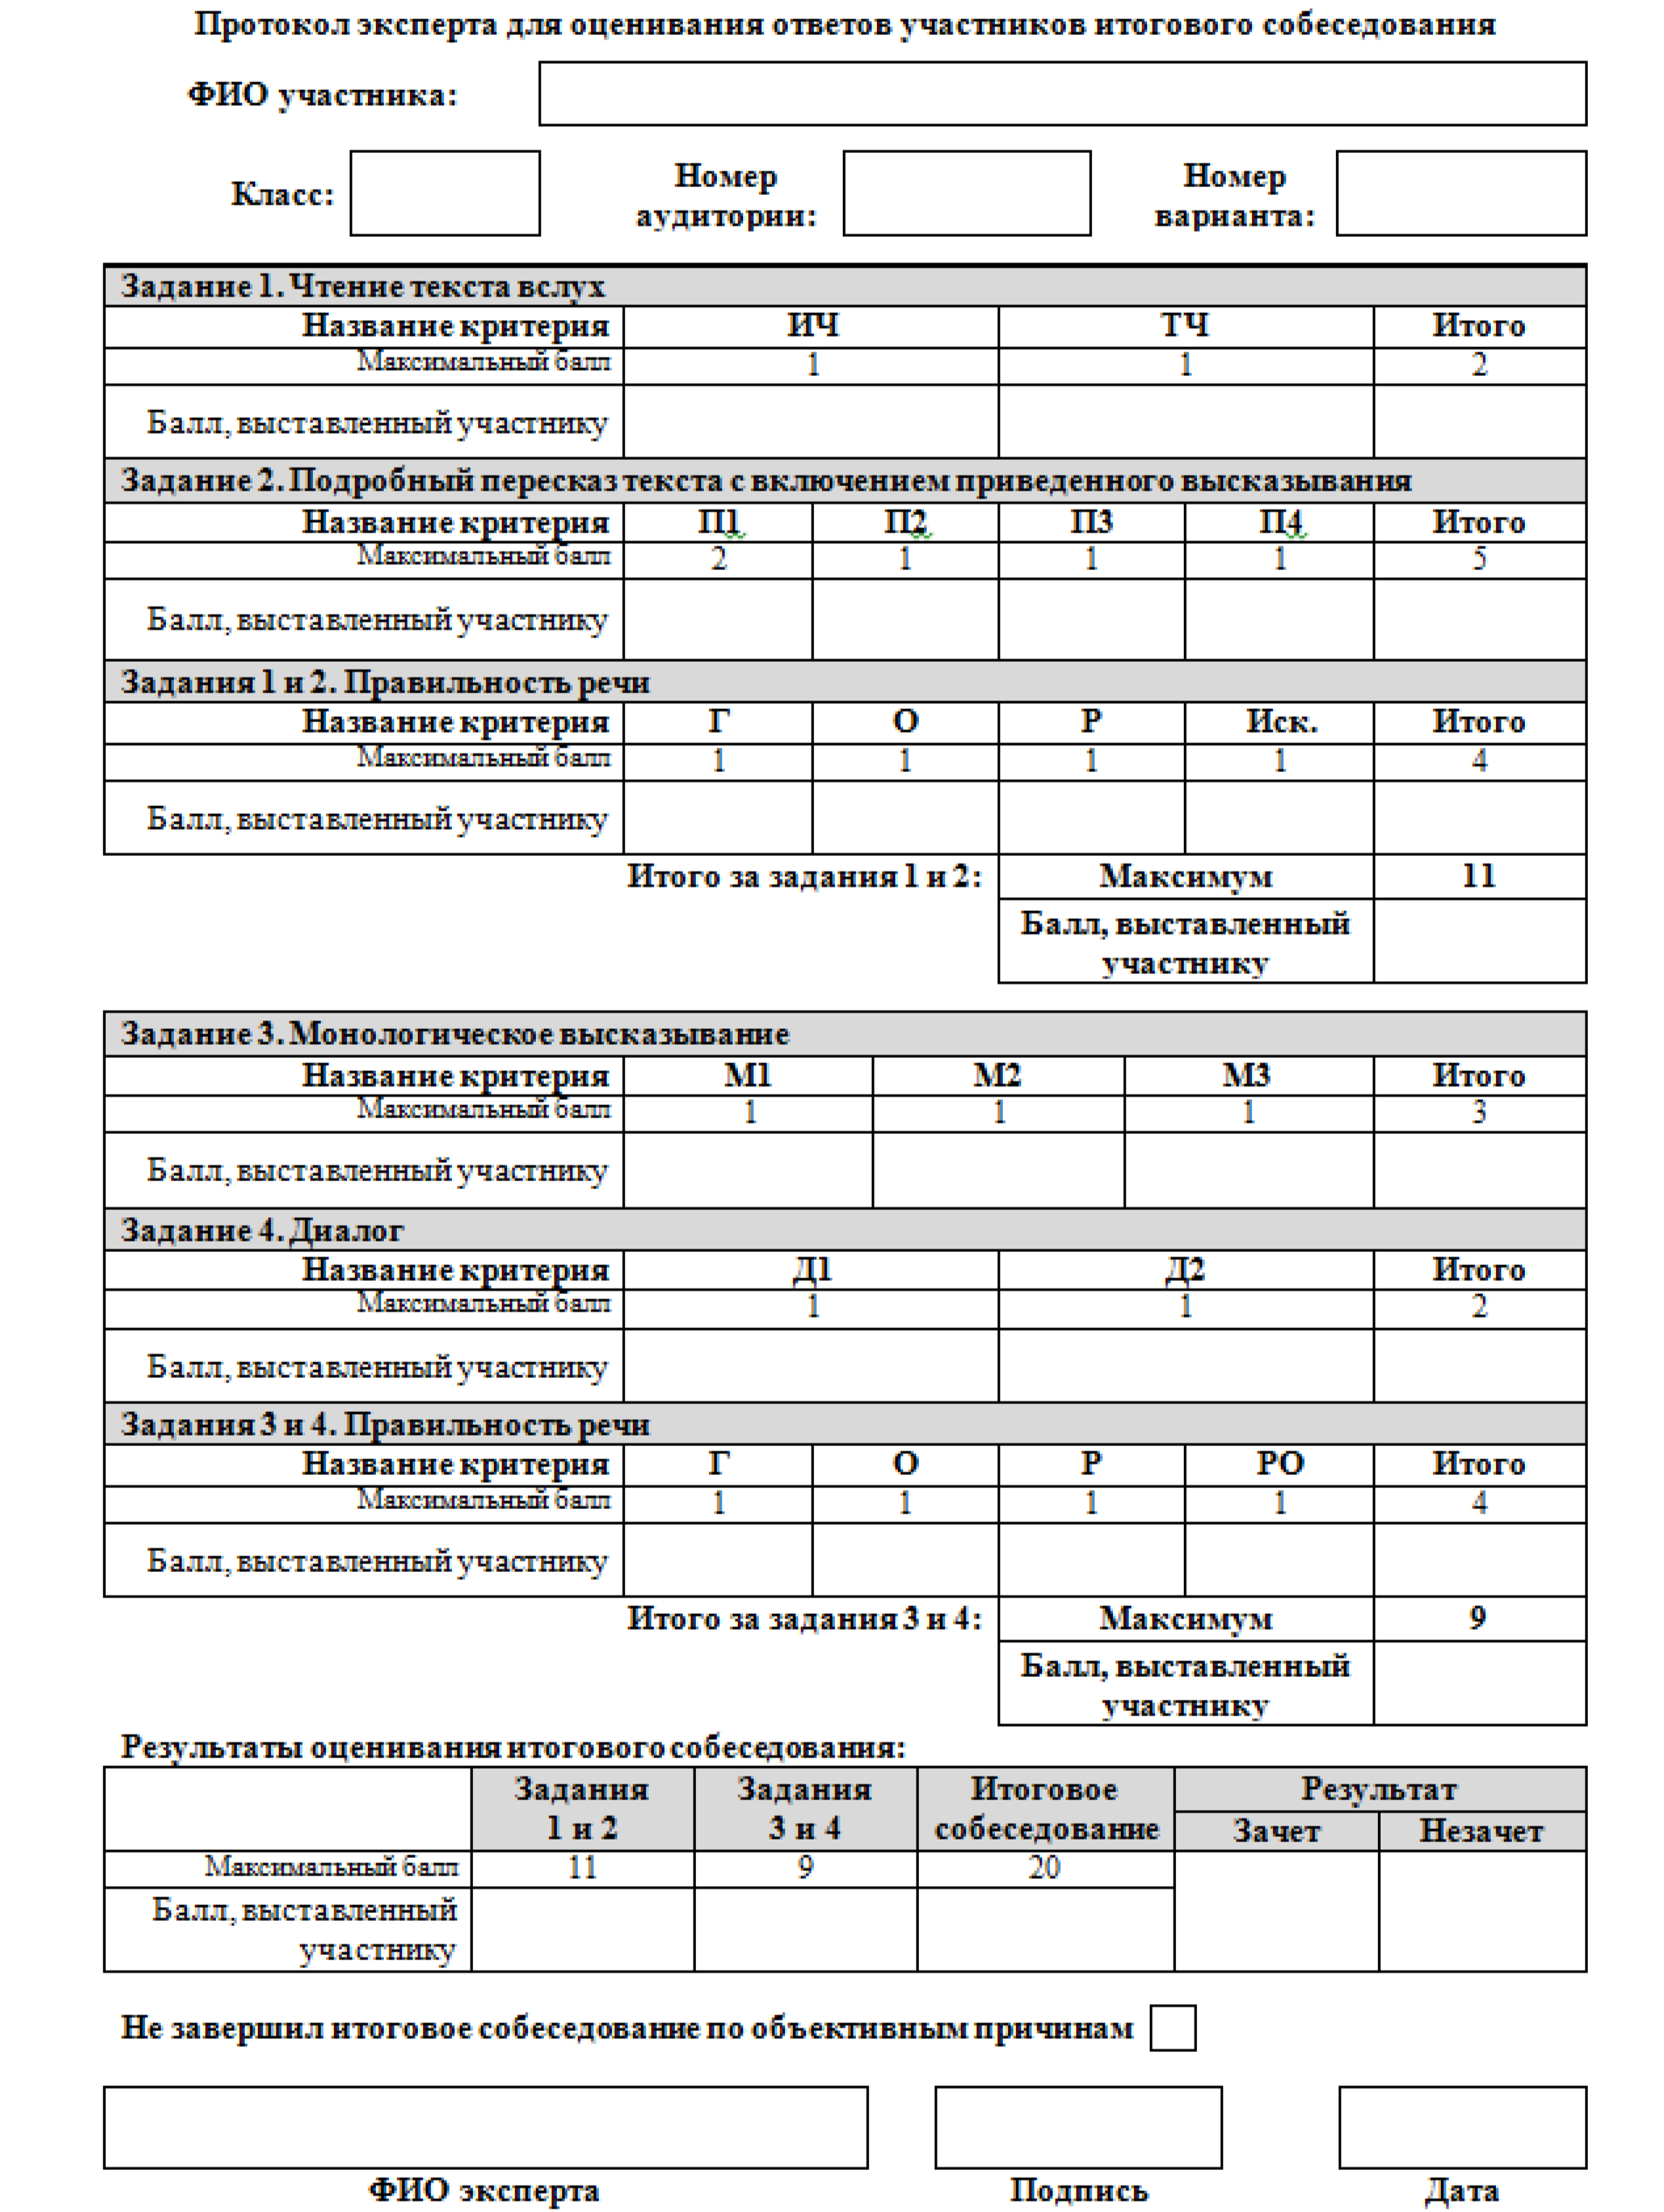 Протокол эксперта для оценивания ответов участников итогового собеседования
ФИО участника:
Класс:
Номер аудитории:
Номер варианта:
Задание 1. Чтение текста вслух
Название критерия ИЧ ТЧ Итого
Максимальный балл 1 1 2
Балл, выставленный участнику
Задание 2. Подробный пересказ текста с включением приведенного высказывания
Название критерия П1 П2 П3 П4 Итого
Максимальный балл 2 1 1 1 5
Балл, выставленный участнику
Задания 1 и 2. Правильность речи
Название критерия Г О Р Иск. Итого
Максимальный балл 1 1 1 1 4
Балл, выставленный участнику
Итого за задания 1 и 2: Максимум 11
Балл, выставленный
участнику
Задание 3. Монологическое высказывание
Название критерия М1 М2 М3 Итого
Максимальный балл 1 1 1 3
Балл, выставленный участнику
Задание 4. Диалог
Название критерия Д1 Д2 Итого
Максимальный балл 1 1 2
Балл, выставленный участнику
Задания 3 и 4. Правильность речи
Название критерия Г О Р РО Итого
Максимальный балл 1 1 1 1 4
Балл, выставленный участнику
Итого за задания 3 и 4: Максимум 9
Балл, выставленный
участнику
Результаты оценивания итогового собеседования:
Задания 1 и 2 Задания 3 и 4 Итоговое собеседование Результат
Зачет Незачет
Максимальный балл 11 9 20
Балл, выставленный
участнику
Не завершил итоговое собеседование по объективным причинам
ФИО эксперта Подпись Дата